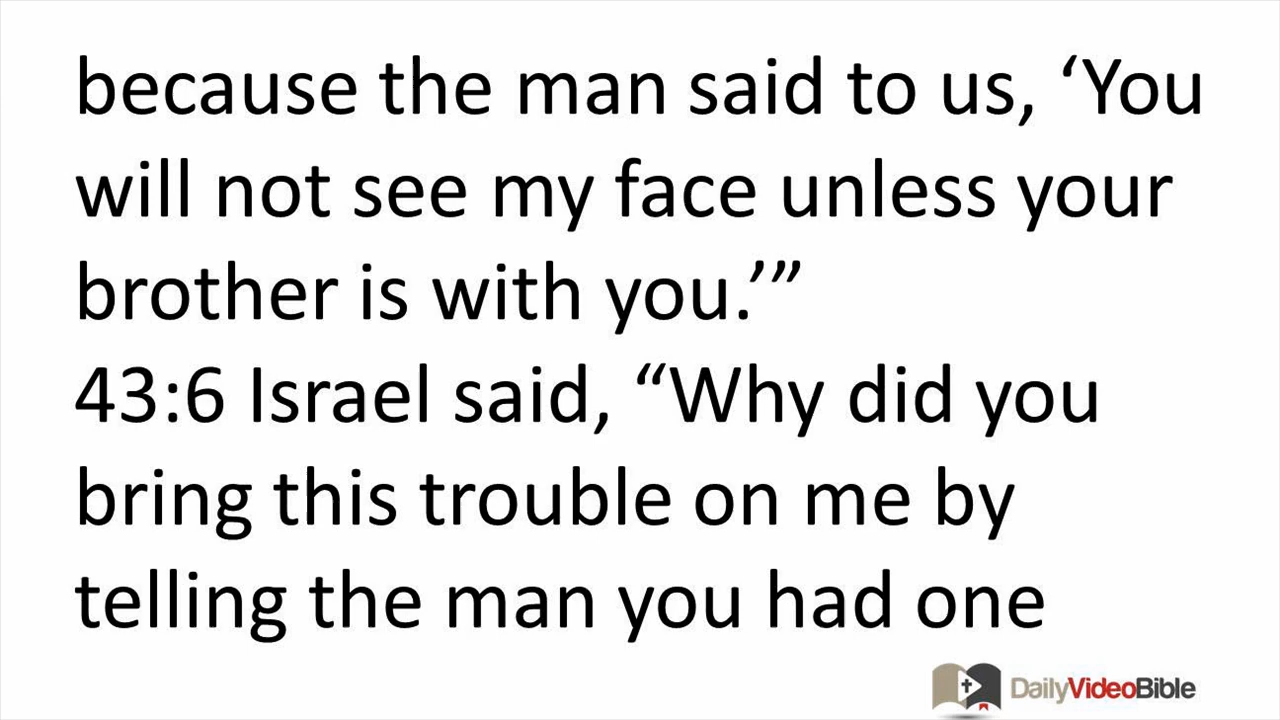 because the man said to us, ‘You
will not see my face unless your
brother is with you.’”
43:6 Israel said, “Why did you
bring this trouble on me by
telling the man you had one
DailyVideoBible